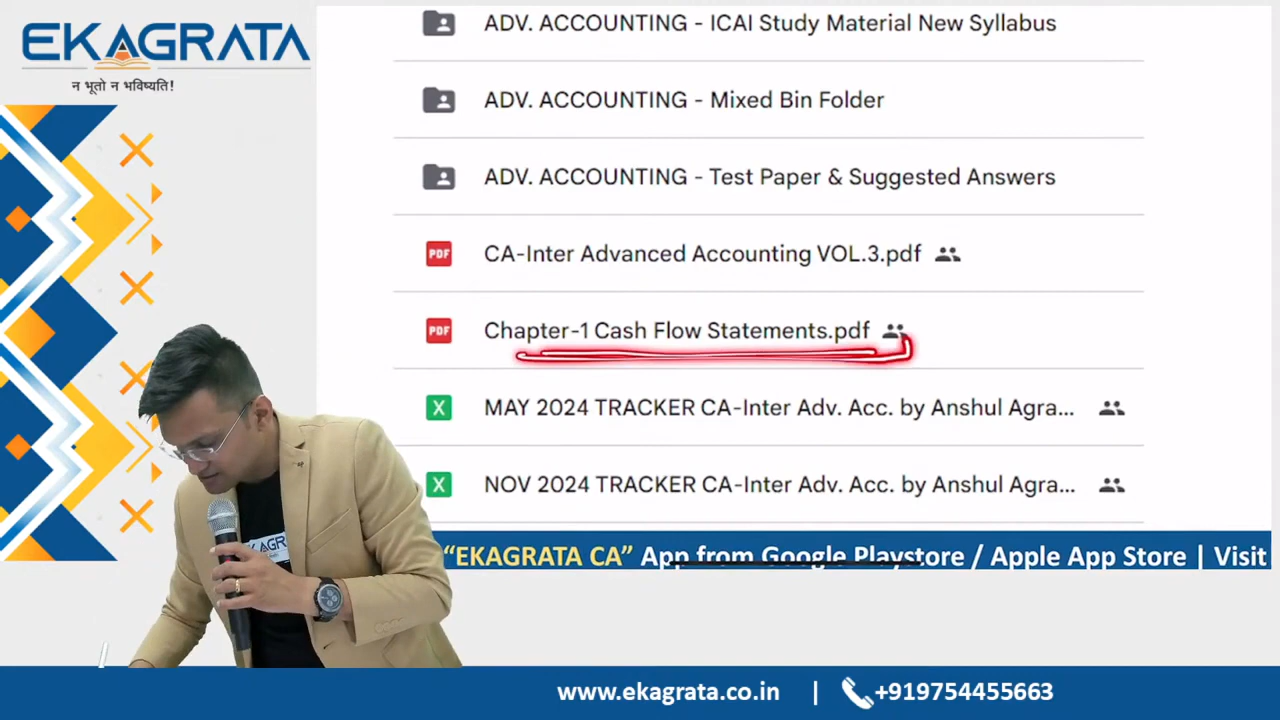 EKAGRATA
न भूतो न भविष्यति!
ADV. ACCOUNTING - ICAI Study Material New Syllabus
ADV. ACCOUNTING - Mixed Bin Folder
ADV. ACCOUNTING - Test Paper & Suggested Answers
PDF CA-Inter Advanced Accounting VOL.3.pdf
PDF Chapter-1 Cash Flow Statements.pdf
X MAY 2024 TRACKER CA-Inter Adv. Acc. by Anshul Agra...
X NOV 2024 TRACKER CA-Inter Adv. Acc. by Anshul Agra...
EKAGR
“EKAGRATA CA” App from Google Playstore / Apple App Store | Visit
www.ekagrata.co.in | +919754455663